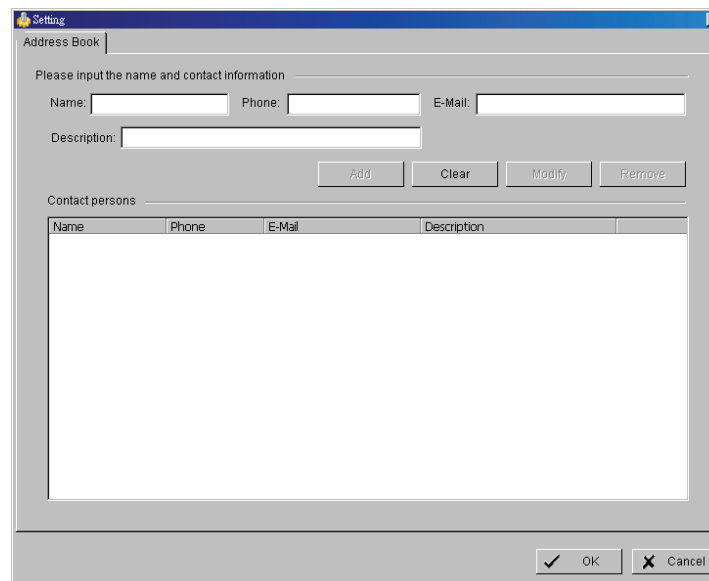 Setting
Address Book
Please input the name and contact information
Name: Phone: E-Mail:
Description:
Add Clear Modify Remove
Contact persons
Name Phone E-Mail Description
OK Cancel